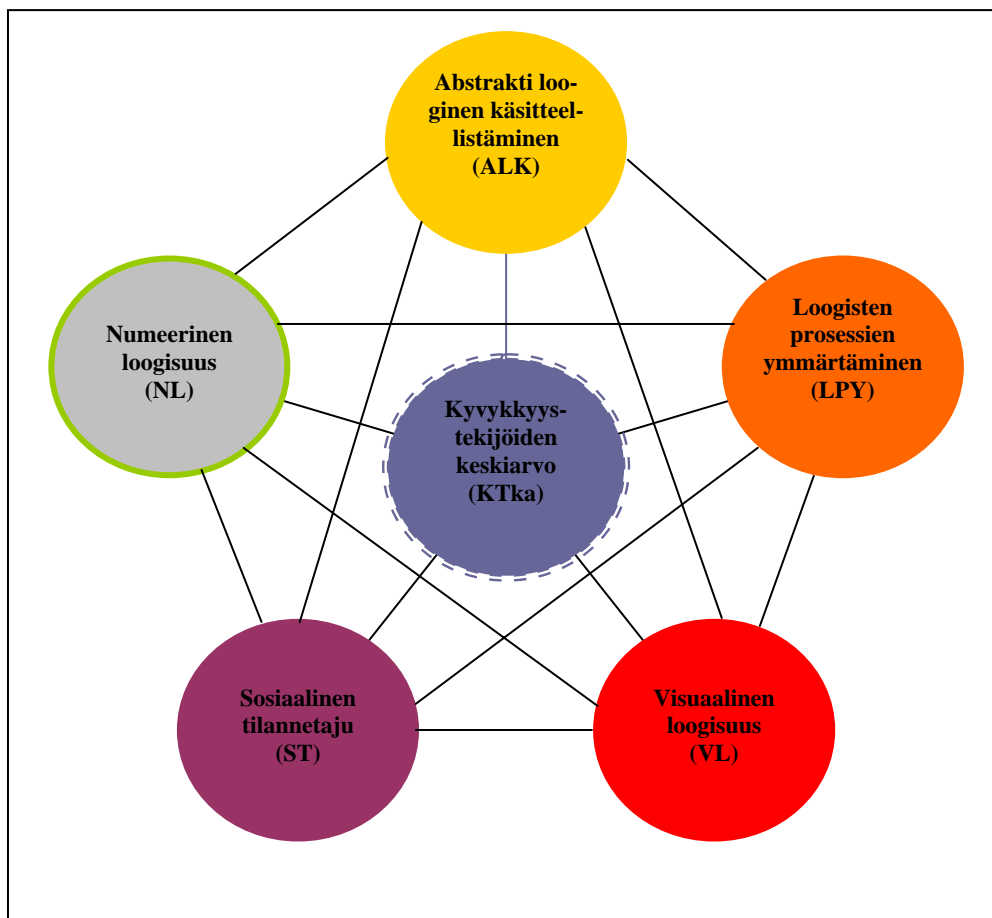 Abstrakti loo-
ginen käsitteel-
listäminen
(ALK)
Numeerinen
loogisuus
(NL)
Loogisten
prosessien
ymmärtäminen
(LPY)
Kyvykkyys-
tekijöiden
keskiarvo
(KTka)
Sosiaalinen
tilannetaju
(ST)
Visuaalinen
loogisuus
(VL)